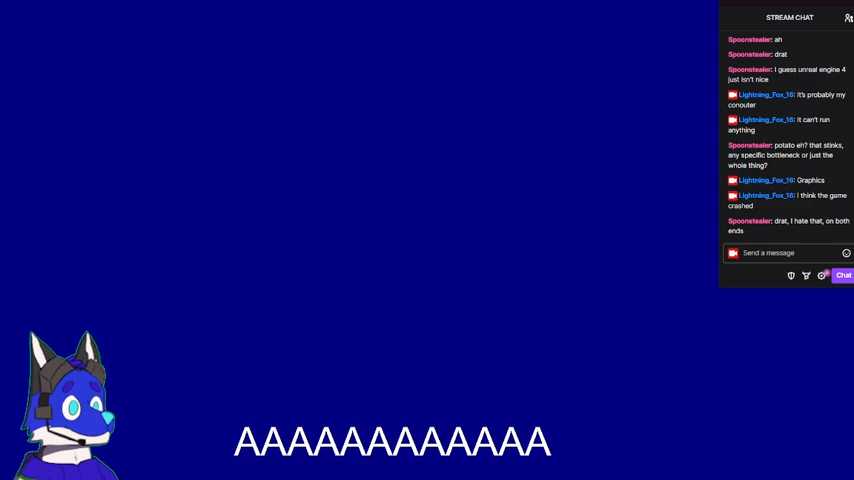 STREAM CHAT
Spoonstealer: ah
Spoonstealer: drat
Spoonstealer: I guess unreal engine 4
just isn't nice
Lightning_Fox_16: It's probably my
conouter
Lightning_Fox_16: It can't run
anything
Spoonstealer: potato eh? that stinks,
any specific bottleneck or just the
whole thing?
Lightning_Fox_16: Graphics
Lightning_Fox_16: I think the game
crashed
Spoonstealer: drat, I hate that, on both
ends
Send a message
Chat
AAAAAAAAAAAA